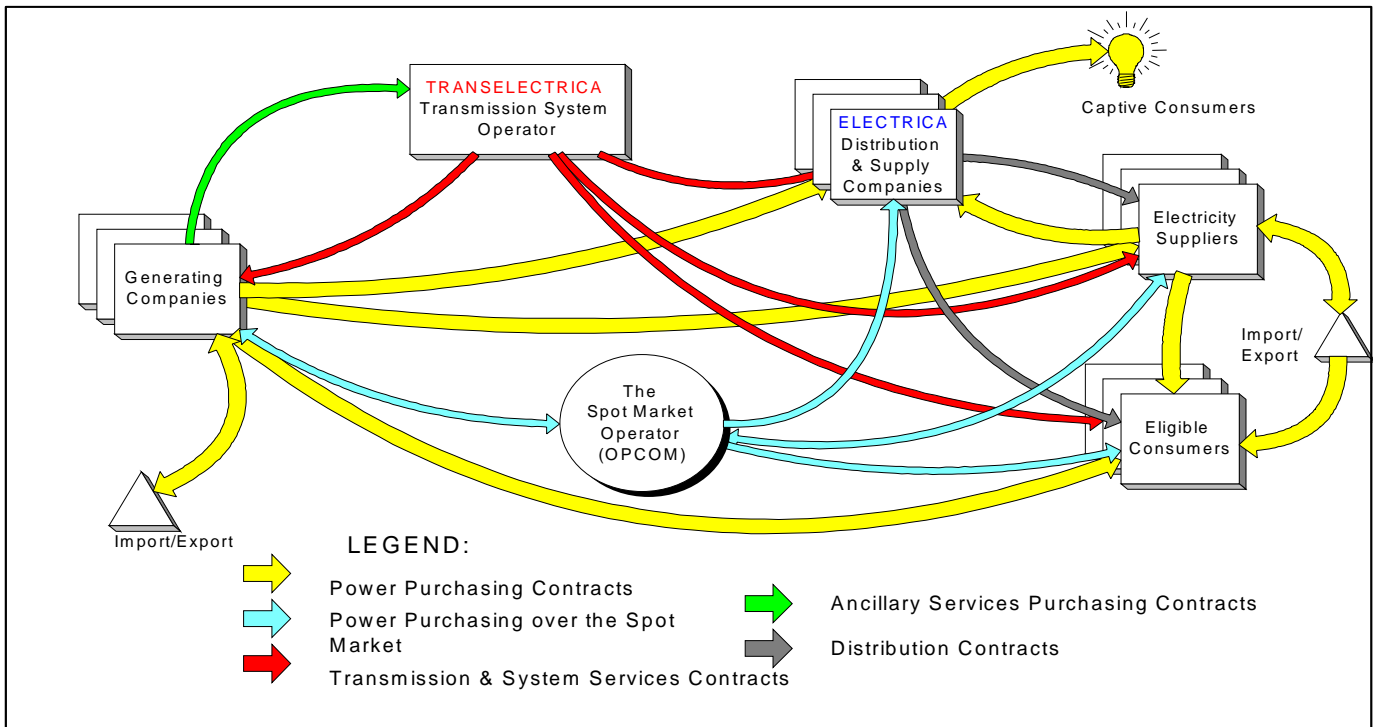 TRANSELECTRICA
Transmission System
Operator
ELECTRICA
Distribution
& Supply
Companies
Captive Consumers
Electricity
Suppliers
Generating
Companies
Import/
Export
The
Spot Market
Operator
(OPCOM)
Eligible
Consumers
Import/Export
LEGEND:
Power Purchasing Contracts
Power Purchasing over the Spot
Market
Transmission & System Services Contracts
Ancillary Services Purchasing Contracts
Distribution Contracts